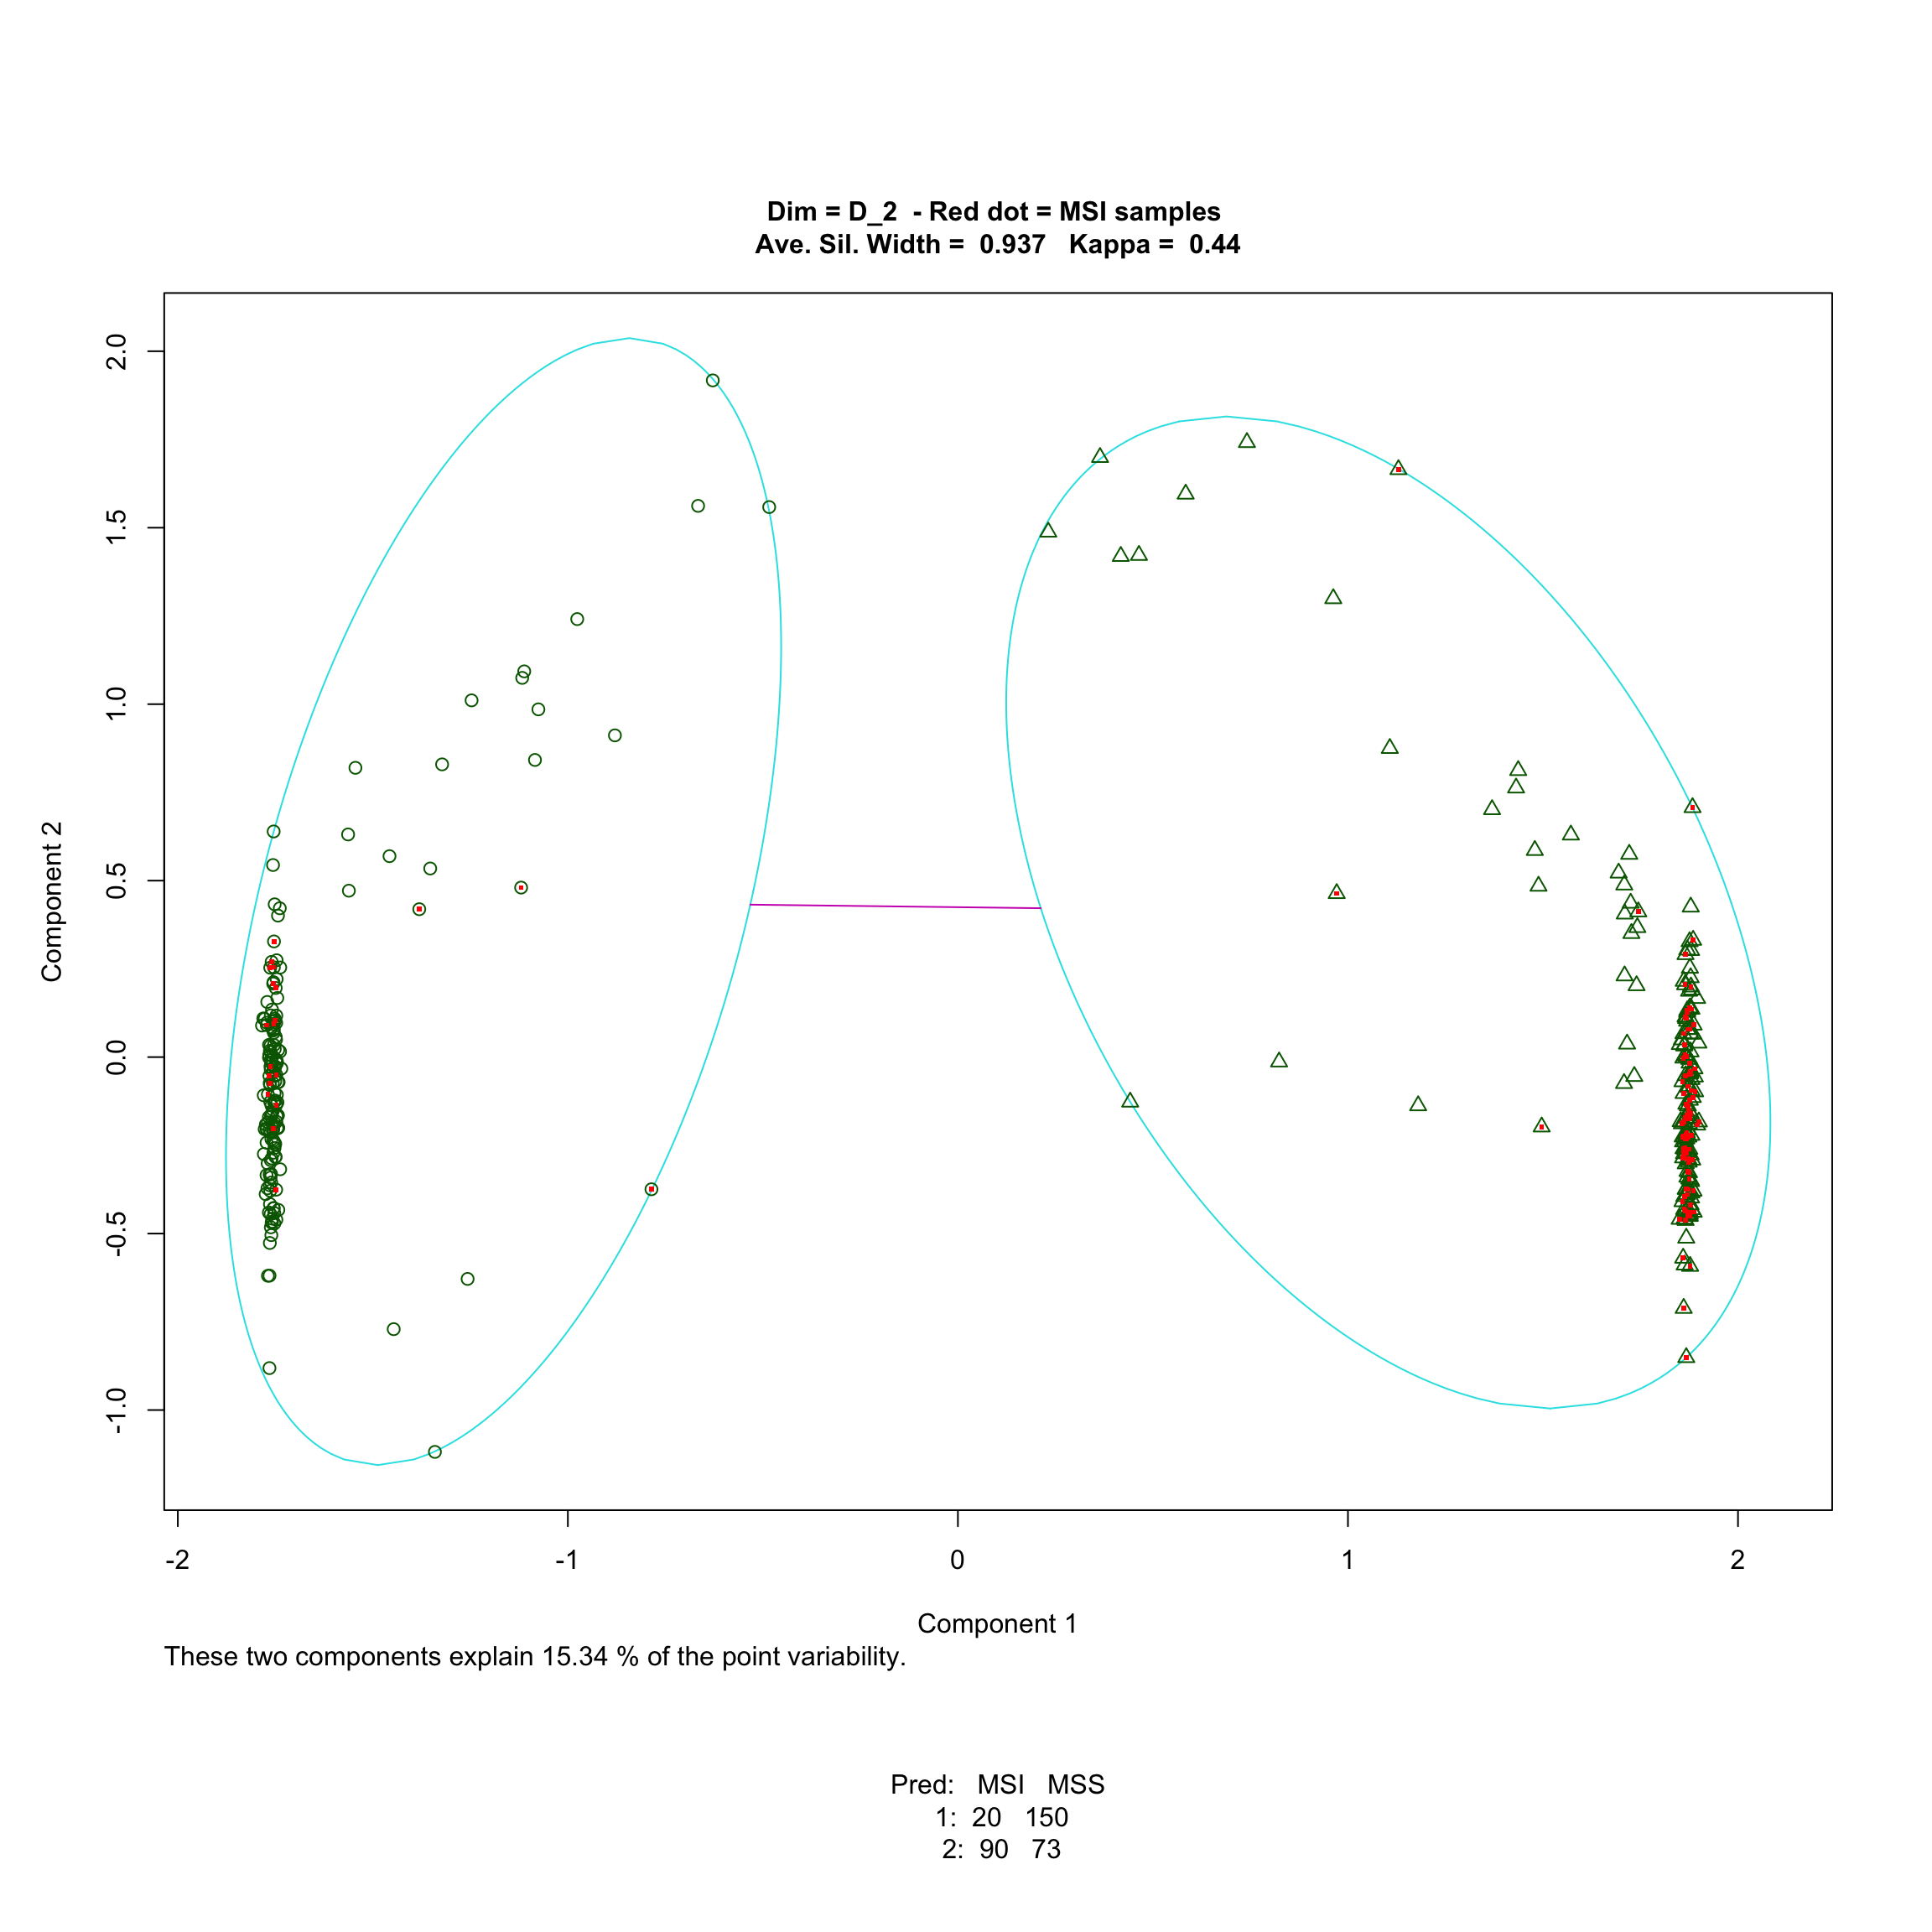 Dim = D_2 - Red dot = MSI samples
Ave. Sil. Width = 0.937 Kappa = 0.44
Component 2
2.0
1.5
1.0
0.5
0.0
-0.5
-1.0
-2 -1 0 1 2
Component 1
These two components explain 15.34 % of the point variability.
Pred: MSI MSS
1: 20 150
2: 90 73